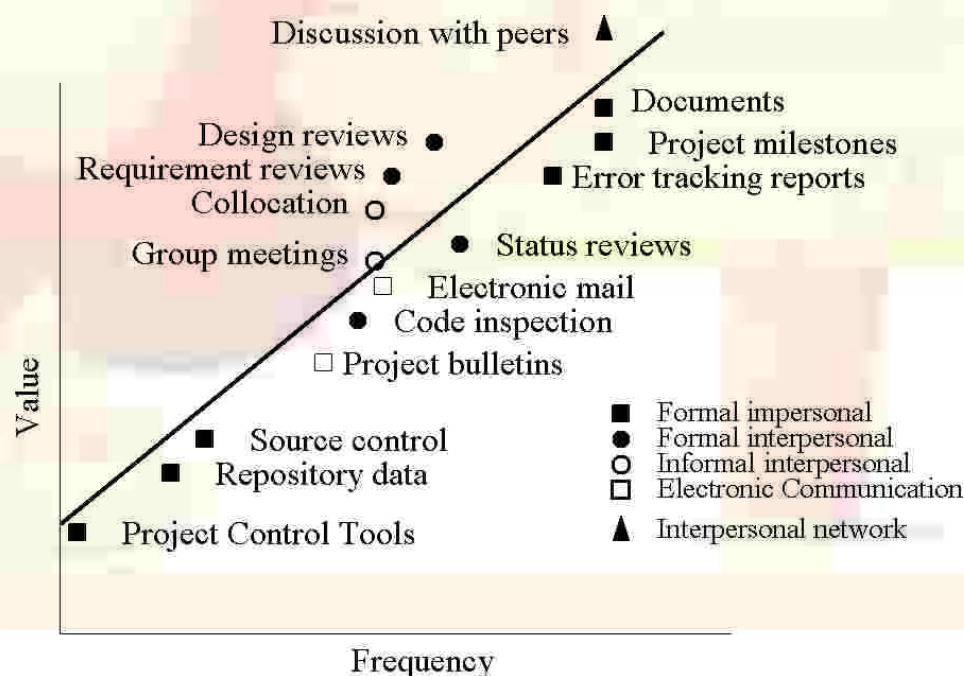 Discussion with peers
Documents
Design reviews
Project milestones
Requirement reviews
Error tracking reports
Collocation
Group meetings
Status reviews
Electronic mail
Code inspection
Project bulletins
Value
Formal impersonal
Source control
Formal interpersonal
Informal interpersonal
Repository data
Electronic Communication
Project Control Tools
Interpersonal network
Frequency